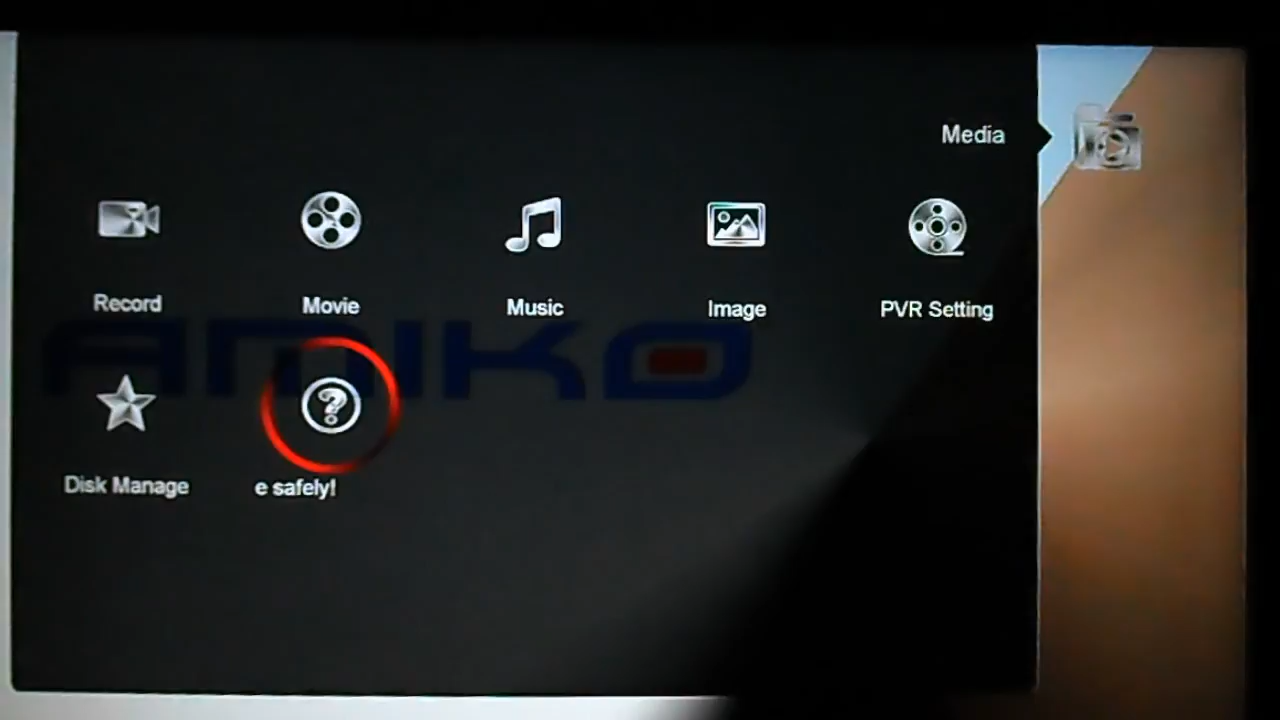 Media
Record
Movie
Music
Image
PVR Setting
AMIKO
Disk Manage
e safely!